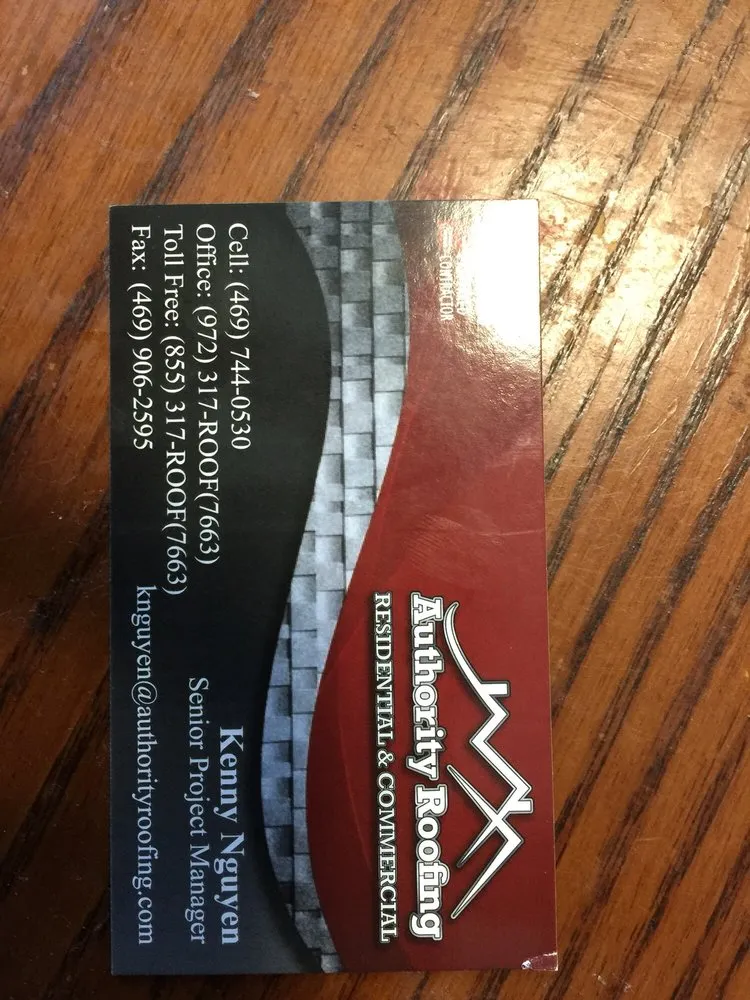 CONTRACTOR
Authority Roofing
RESIDENTIAL & COMMERCIAL
Cell: (469) 744-0530
Office: (972) 317-ROOF(7663)
Toll Free: (855) 317-ROOF(7663)
Fax: (469) 906-2595
Kenny Nguyen
Senior Project Manager
knguyen@authorityroofing.com